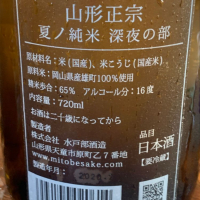 山形正宗
夏ノ純米 深夜の部
原材料名:米(国産)、米こうじ(国産米)
原料米:岡山県産雄町100%使用
精米歩合:65% アルコール分:16度
内容量:720ml
お酒は二十歳になってから
製造者
株式会社 水戸部酒造
山形県天童市原町乙7番地
www.mitobesake.com
製造年月:
品目
日本酒
【要冷蔵】